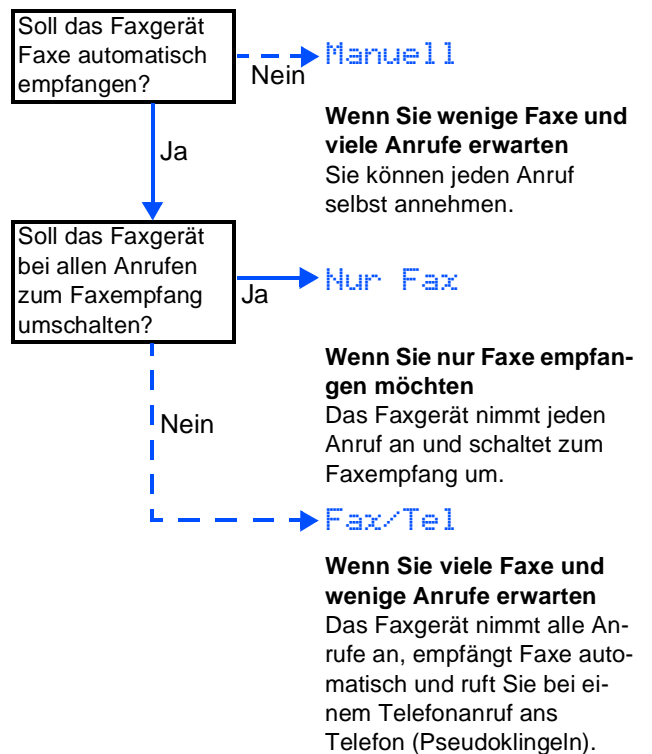 Soll das Faxgerät
Faxe automatisch
empfangen?
Nein
Manuell
Wenn Sie wenige Faxe und
viele Anrufe erwarten
Sie können jeden Anruf
selbst annehmen.
Ja
Soll das Faxgerät
bei allen Anrufen
zum Faxempfang
umschalten?
Ja
Nur Fax
Wenn Sie nur Faxe empfan-
gen möchten
Das Faxgerät nimmt jeden
Anruf an und schaltet zum
Faxempfang um.
Nein
Fax/Tel
Wenn Sie viele Faxe und
wenige Anrufe erwarten
Das Faxgerät nimmt alle An-
rufe an, empfängt Faxe auto-
matisch und ruft Sie bei ei-
nem Telefonanruf ans
Telefon (Pseudoklingeln).